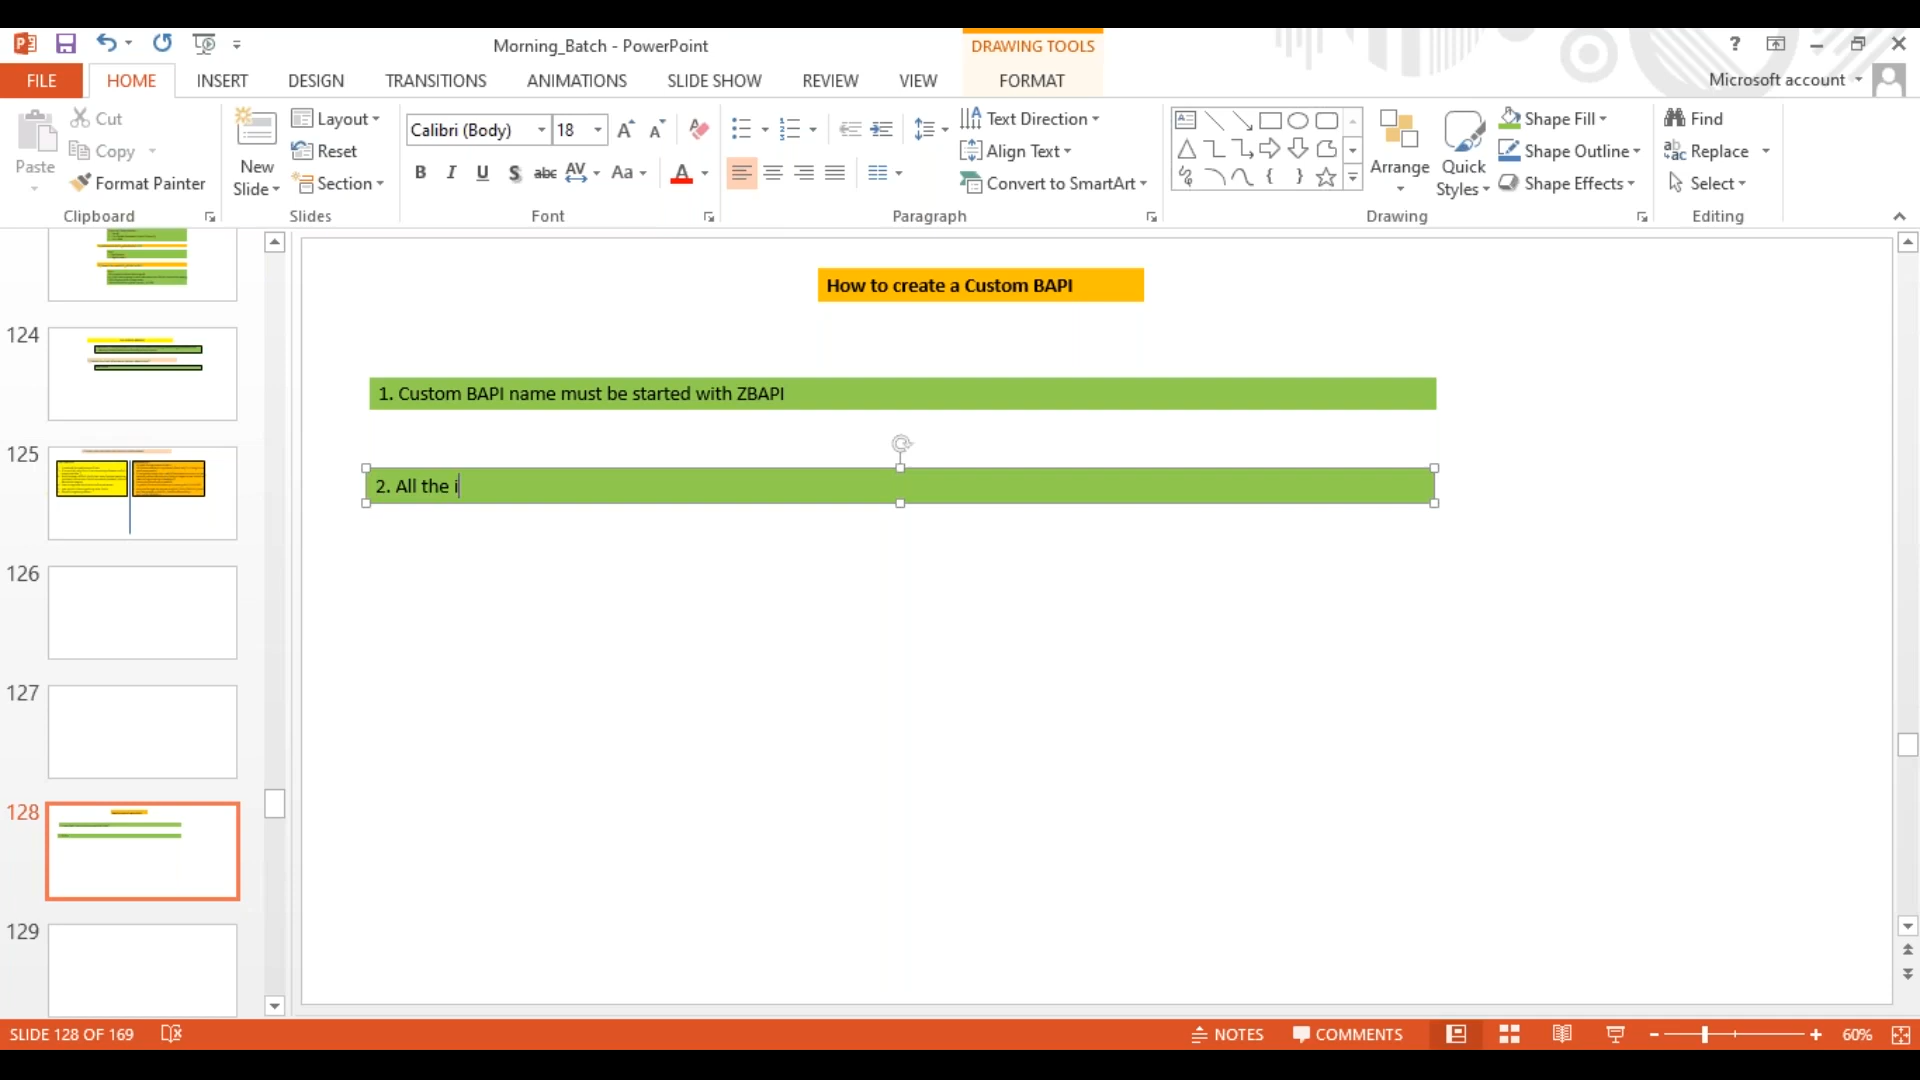 Morning_Batch - PowerPoint
DRAWING TOOLS
?
FILE
HOME
INSERT
DESIGN
TRANSITIONS
ANIMATIONS
SLIDE SHOW
REVIEW
VIEW
FORMAT
Microsoft account
Paste
Cut
Copy
Format Painter
Clipboard
New Slide
Layout
Reset
Section
Slides
Calibri (Body)
18
B I U S abc AV Aa A
Font
Text Direction
Align Text
Convert to SmartArt
Paragraph
Arrange
Quick Styles
Shape Fill
Shape Outline
Shape Effects
Drawing
Find
Replace
Select
Editing
124
125
126
127
128
129
How to create a Custom BAPI
1. Custom BAPI name must be started with ZBAPI
2. All the i
SLIDE 128 OF 169
NOTES
COMMENTS
60%